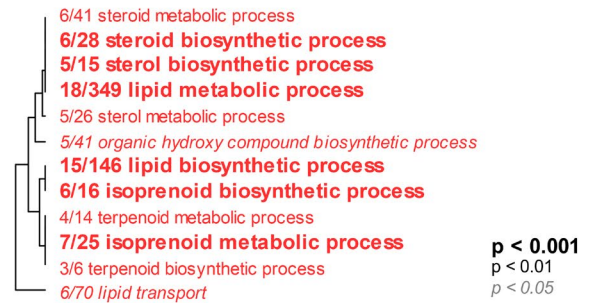 6/41 steroid metabolic process
6/28 steroid biosynthetic process
5/15 sterol biosynthetic process
18/349 lipid metabolic process
5/26 sterol metabolic process
5/41 organic hydroxy compound biosynthetic process
15/146 lipid biosynthetic process
6/16 isoprenoid biosynthetic process
4/14 terpenoid metabolic process
7/25 isoprenoid metabolic process
3/6 terpenoid biosynthetic process
6/70 lipid transport
p < 0.001
p < 0.01
p < 0.05